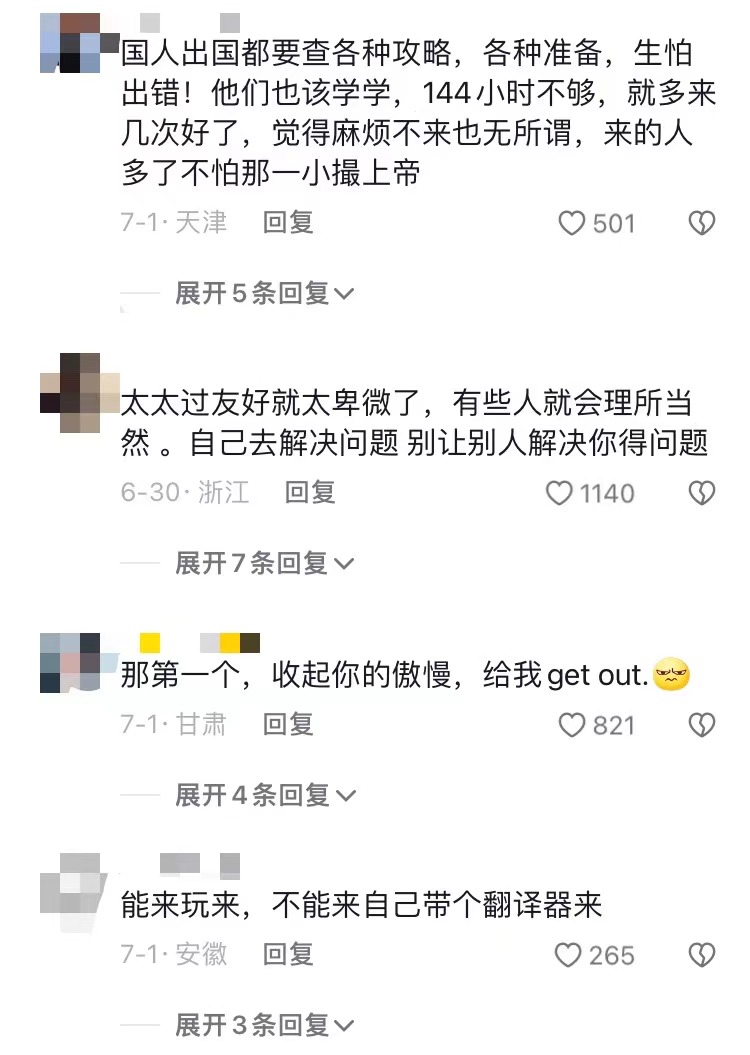 国人出国都要查各种攻略，各种准备，生怕
出错！他们也该学学，144小时不够，就多来
几次好了，觉得麻烦不来也无所谓，来的人
多了不怕那一小撮上帝
7-1·天津 回复 501
展开5条回复
太太过友好就太卑微了，有些人就会理所当
然 。自己去解决问题 别让别人解决你得问题
6-30·浙江 回复 1140
展开7条回复
那第一个，收起你的傲慢，给我get out.
7-1·甘肃 回复 821
展开4条回复
能来玩来，不能来自己带个翻译器来
7-1·安徽 回复 265
展开3条回复